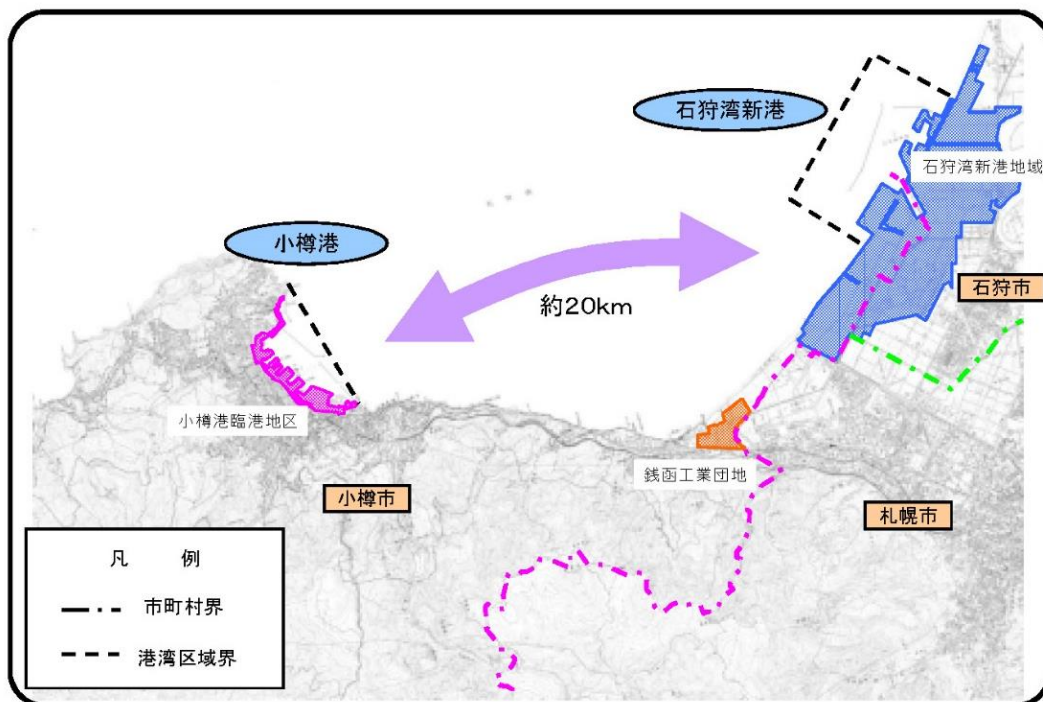 石狩湾新港
石狩湾新港地域
小樽港
石狩市
約20km
小樽港臨港地区
銭函工業団地
小樽市
札幌市
凡 例
市町村界
港湾区域界